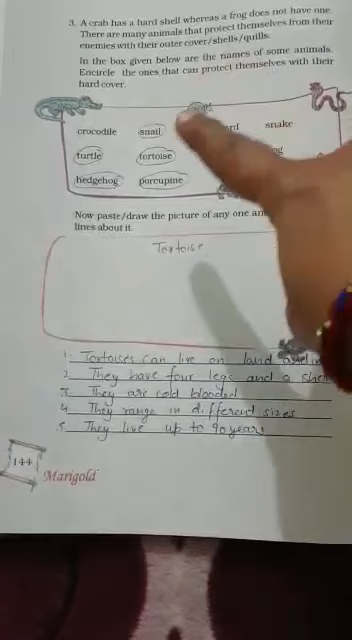 3. A crab has a hard shell whereas a frog does not have one.
There are many animals that protect themselves from their
enemies with their outer cover/shells/quills.
In the box given below are the names of some animals.
Encircle the ones that can protect themselves with their
hard cover.
crocodile snail snake
turtle tortoise
hedgehog porcupine
Now paste/draw the picture of any one
lines about it.
Tortoise
1. Tortoises can live on land
2. They have four legs and a
3. They are cold blooded
4. They range in different sizes
5. They live up to 90 years
144
Marigold